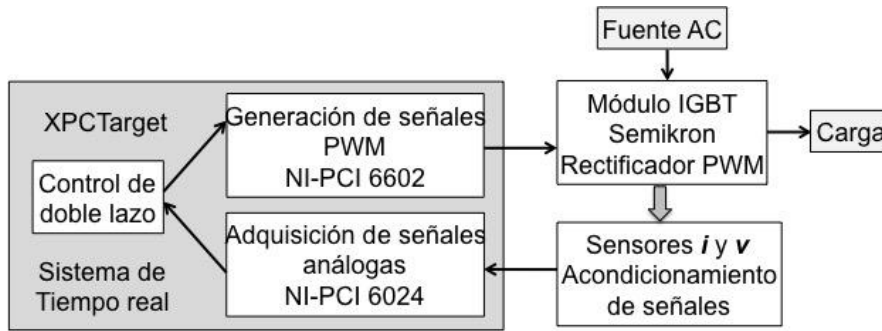 Fuente AC
XPCTarget
Generación de señales
PWM
NI-PCI 6602
Módulo IGBT
Semikron
Rectificador PWM
Carga
Control de
doble lazo
Adquisición de señales
análogas
NI-PCI 6024
Sensores i y v
Acondicionamiento
de señales
Sistema de
Tiempo real